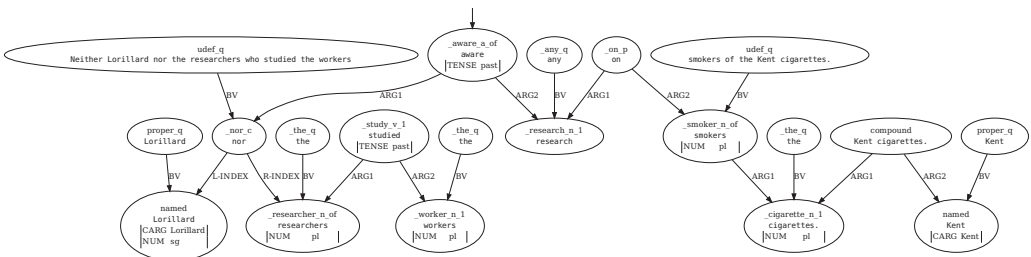 udef_q
Neither Lorillard nor the researchers who studied the workers
_aware_a_of
aware
TENSE past
_any_q
any
_on_p
on
udef_q
smokers of the Kent cigarettes.
BV
ARG1
ARG2
BV
ARG1
ARG2
BV
proper_q
Lorillard
_nor_c
nor
_the_q
the
_study_v_1
studied
TENSE past
_the_q
the
_research_n_1
research
_smoker_n_of
smokers
NUM pl
_the_q
the
compound
Kent cigarettes.
proper_q
Kent
BV
L-INDEX
R-INDEX
BV
ARG1
ARG2
BV
ARG1
BV
ARG1
ARG2
BV
named
Lorillard
CARG Lorillard
NUM sg
_researcher_n_of
researchers
NUM pl
_worker_n_1
workers
NUM pl
_cigarette_n_1
cigarettes.
NUM pl
named
Kent
CARG Kent